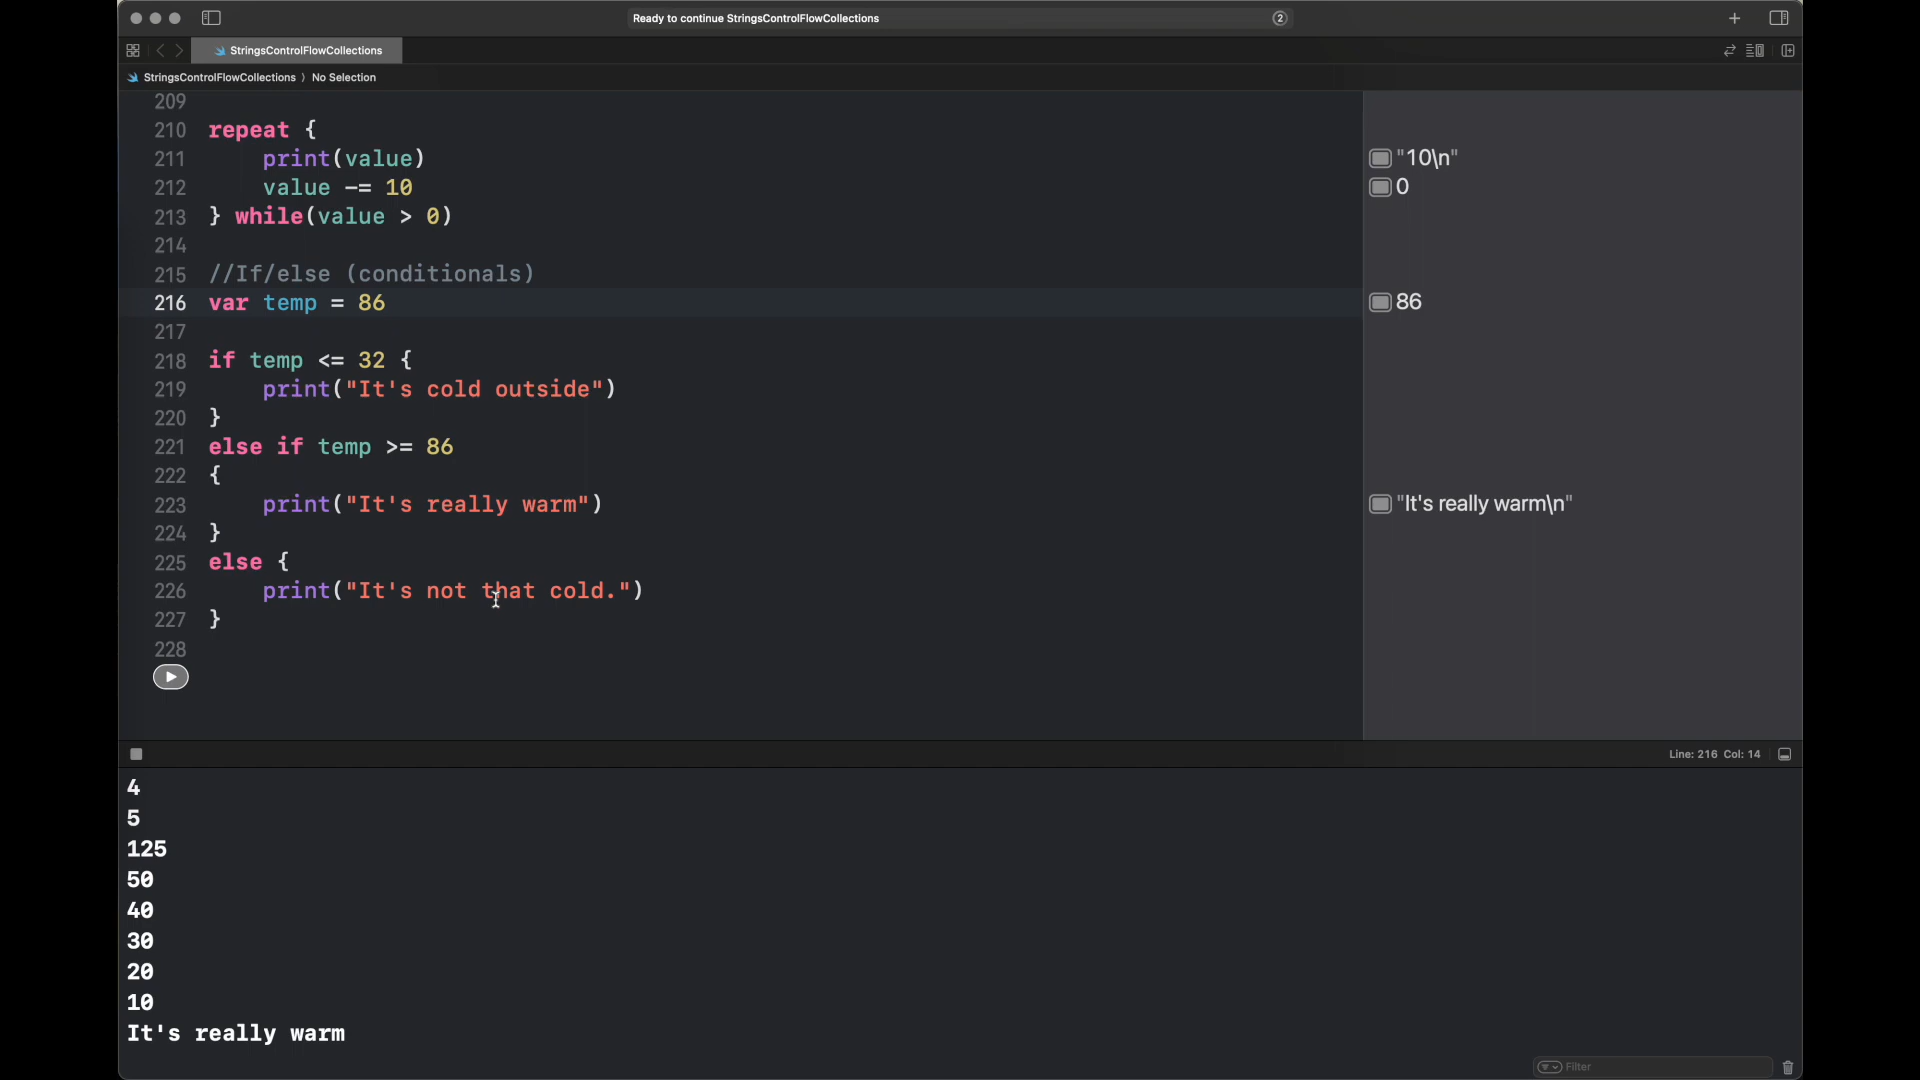 Ready to continue StringsControlFlowCollections
2
StringsControlFlowCollections
StringsControlFlowCollections 〉 No Selection
209
210 repeat {
211 print(value) "10\n"
212 value -= 10 0
213 } while(value > 0)
214
215 //If/else (conditionals)
216 var temp = 86 86
217
218 if temp <= 32 {
219 print("It's cold outside")
220 }
221 else if temp >= 86
222 {
223 print("It's really warm") "It's really warm\n"
224 }
225 else {
226 print("It's not that cold.")
227 }
228
Line: 216 Col: 14
4
5
125
50
40
30
20
10
It's really warm
Filter